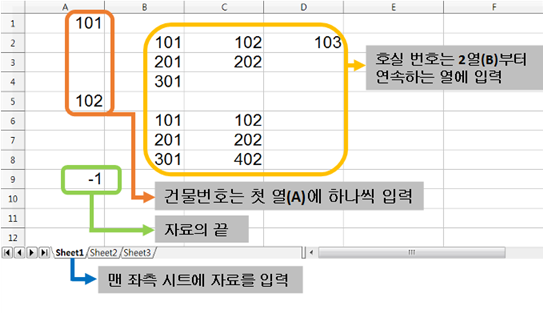 A B C D E F
1 101
2 101 102 103
3 201 202
4 301
5 102
6 101 102
7 201 202
8 301 402
9 -1
10
11
12
호실 번호는 2열(B)부터
연속하는 열에 입력
건물번호는 첫 열(A)에 하나씩 입력
자료의 끝
Sheet1 Sheet2 Sheet3
맨 좌측 시트에 자료를 입력